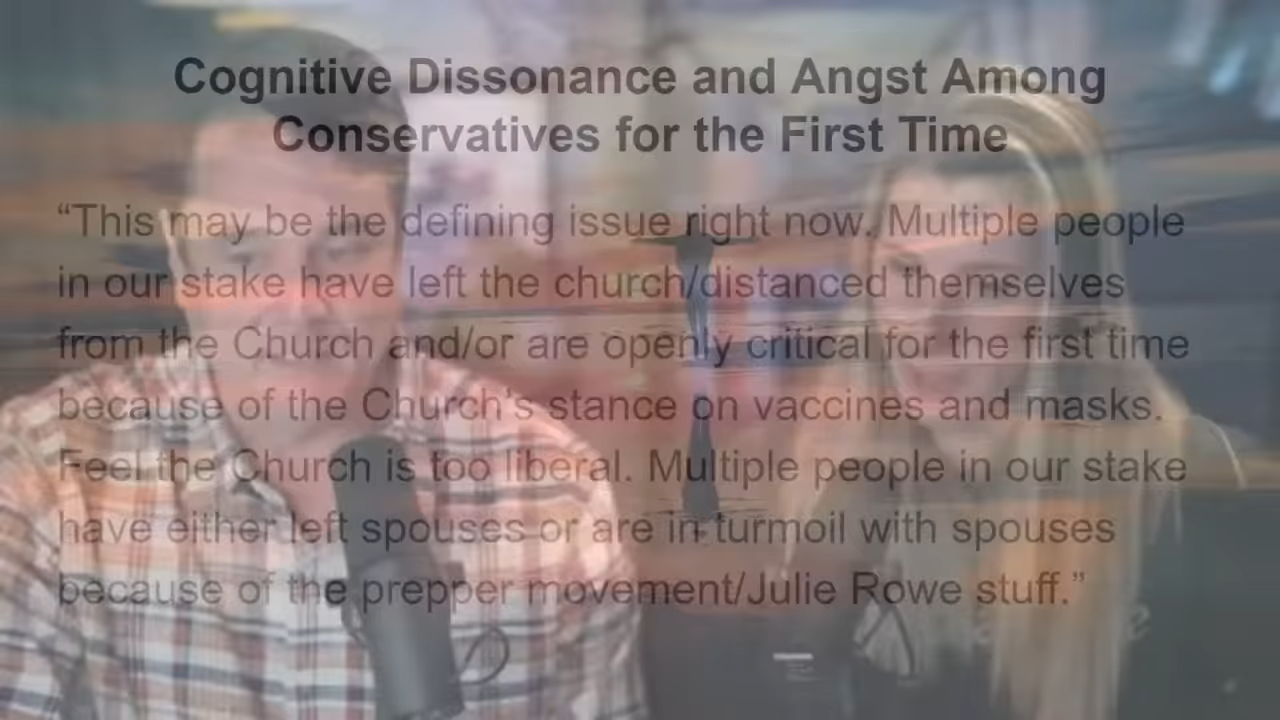 Cognitive Dissonance and Angst Among
Conservatives for the First Time
“This may be the defining issue right now. Multiple people
in our stake have left the church/distanced themselves
from the Church and/or are openly critical for the first time
because of the Church’s stance on vaccines and masks.
Feel the Church is too liberal. Multiple people in our stake
have either left spouses or are in turmoil with spouses
because of the prepper movement/Julie Rowe stuff.”